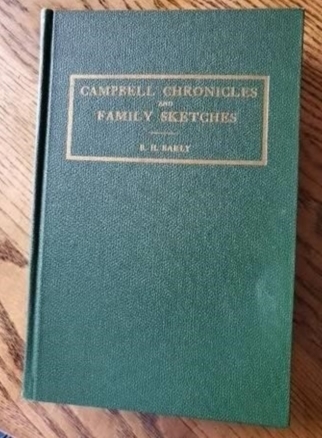 CAMPBELL CHRONICLES
AND
FAMILY SKETCHES
R. H. EARLY